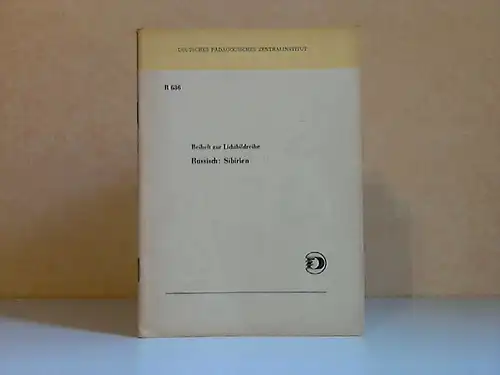 DEUTSCHES PÄDAGOGISCHES ZENTRALINSTITUT
R 636
Beiheft zur Lichtbildreihe
Russisch: Sibirien